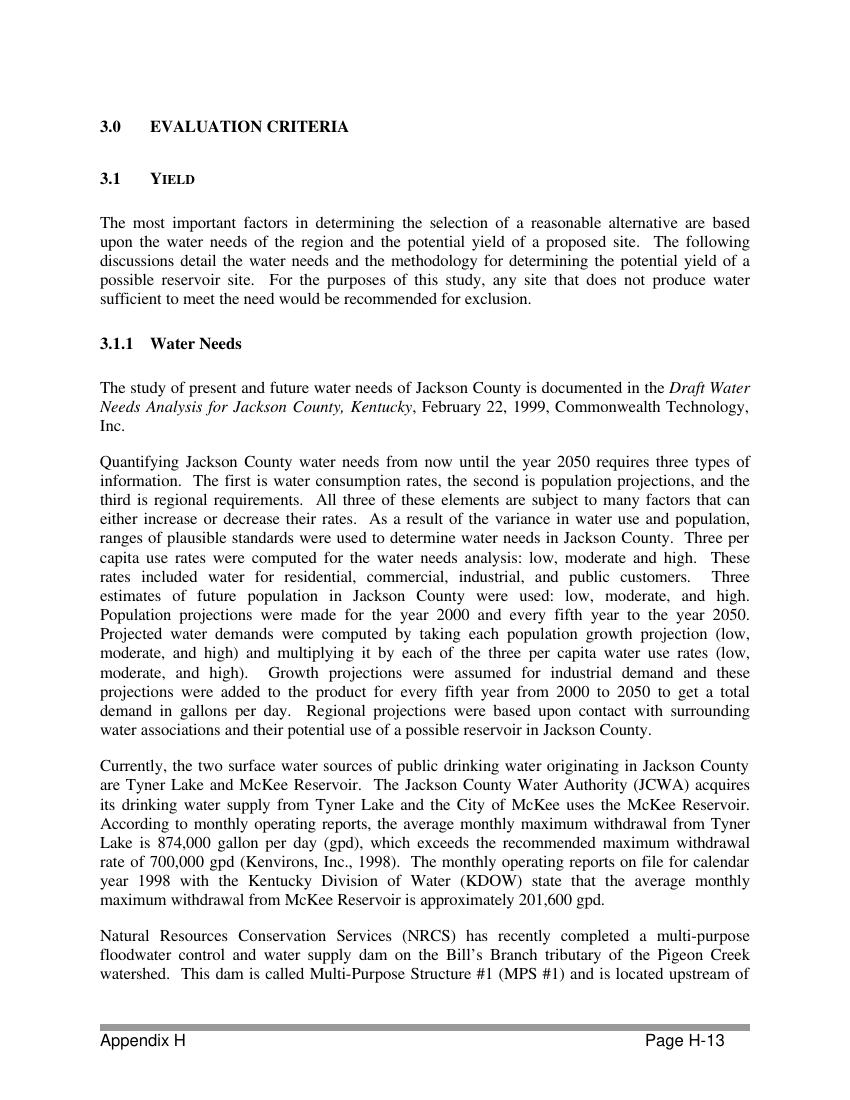 3.0 EVALUATION CRITERIA
3.1 YIELD
The most important factors in determining the selection of a reasonable alternative are based
upon the water needs of the region and the potential yield of a proposed site. The following
discussions detail the water needs and the methodology for determining the potential yield of a
possible reservoir site. For the purposes of this study, any site that does not produce water
sufficient to meet the need would be recommended for exclusion.
3.1.1 Water Needs
The study of present and future water needs of Jackson County is documented in the Draft Water
Needs Analysis for Jackson County, Kentucky, February 22, 1999, Commonwealth Technology,
Inc.
Quantifying Jackson County water needs from now until the year 2050 requires three types of
information. The first is water consumption rates, the second is population projections, and the
third is regional requirements. All three of these elements are subject to many factors that can
either increase or decrease their rates. As a result of the variance in water use and population,
ranges of plausible standards were used to determine water needs in Jackson County. Three per
capita use rates were computed for the water needs analysis: low, moderate and high. These
rates included water for residential, commercial, industrial, and public customers. Three
estimates of future population in Jackson County were used: low, moderate, and high.
Population projections were made for the year 2000 and every fifth year to the year 2050.
Projected water demands were computed by taking each population growth projection (low,
moderate, and high) and multiplying it by each of the three per capita water use rates (low,
moderate, and high). Growth projections were assumed for industrial demand and these
projections were added to the product for every fifth year from 2000 to 2050 to get a total
demand in gallons per day. Regional projections were based upon contact with surrounding
water associations and their potential use of a possible reservoir in Jackson County.
Currently, the two surface water sources of public drinking water originating in Jackson County
are Tyner Lake and McKee Reservoir. The Jackson County Water Authority (JCWA) acquires
its drinking water supply from Tyner Lake and the City of McKee uses the McKee Reservoir.
According to monthly operating reports, the average monthly maximum withdrawal from Tyner
Lake is 874,000 gallon per day (gpd), which exceeds the recommended maximum withdrawal
rate of 700,000 gpd (Kenvirons, Inc., 1998). The monthly operating reports on file for calendar
year 1998 with the Kentucky Division of Water (KDOW) state that the average monthly
maximum withdrawal from McKee Reservoir is approximately 201,600 gpd.
Natural Resources Conservation Services (NRCS) has recently completed a multi-purpose
floodwater control and water supply dam on the Bill's Branch tributary of the Pigeon Creek
watershed. This dam is called Multi-Purpose Structure #1 (MPS #1) and is located upstream of
Appendix H Page H-13